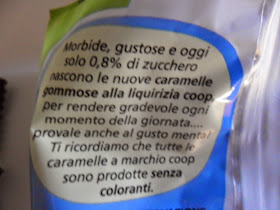 Morbide, gustose e oggi
solo 0,8% di zucchero
nascono le nuove caramelle
gommose alla liquirizia coop
per rendere gradevole ogni
momento della giornata....
provale anche al gusto menta!
Ti ricordiamo che tutte le
caramelle a marchio coop
sono prodotte senza
coloranti.